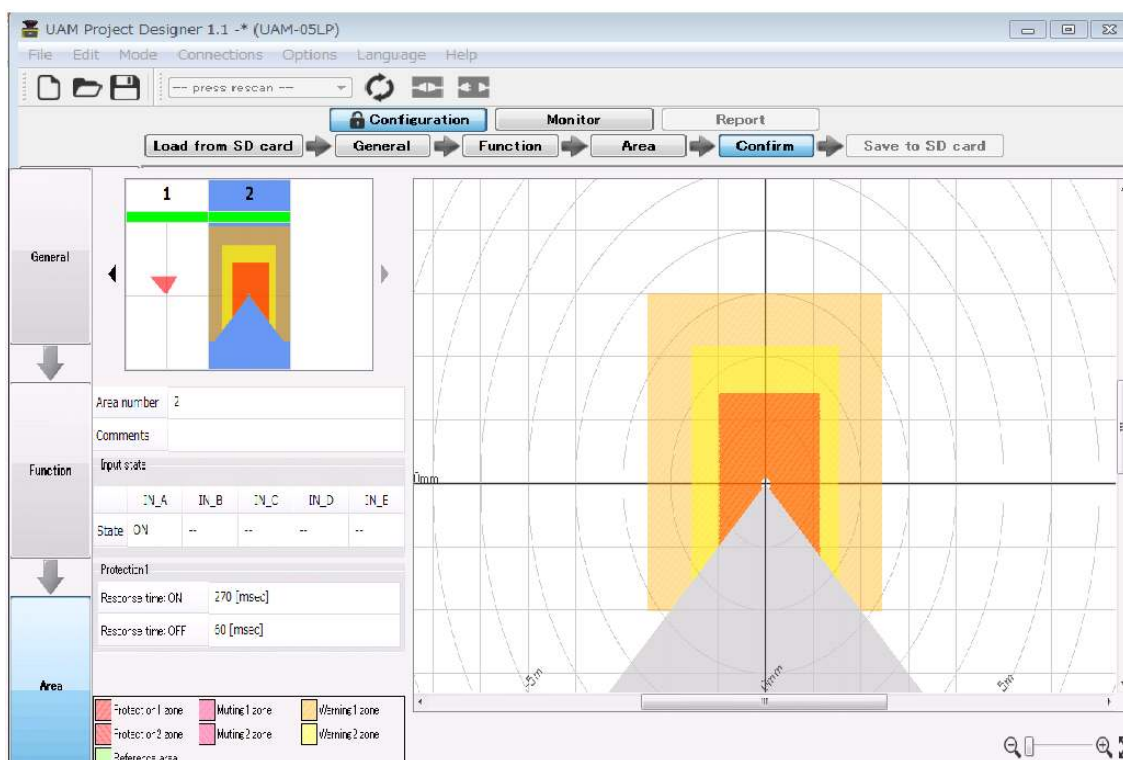 UAM Project Designer 1.1 -* (UAM-05LP)
File Edit Mode Connections Options Language Help
-- press rescan --
Configuration Monitor Report
Load from SD card General Function Area Confirm Save to SD card
1 2
General
Area number 2
Comments
Function
Input state
IN_A IN_B IN_C IN_D IN_E
State ON -- -- -- --
0mm
Protection1
Response time: ON 270 [msec]
Response time: OFF 60 [msec]
Area
-5m 0mm 5m
Protection1 zone Muting1 zone Warning1 zone
Protection2 zone Muting2 zone Warning2 zone
Reference area